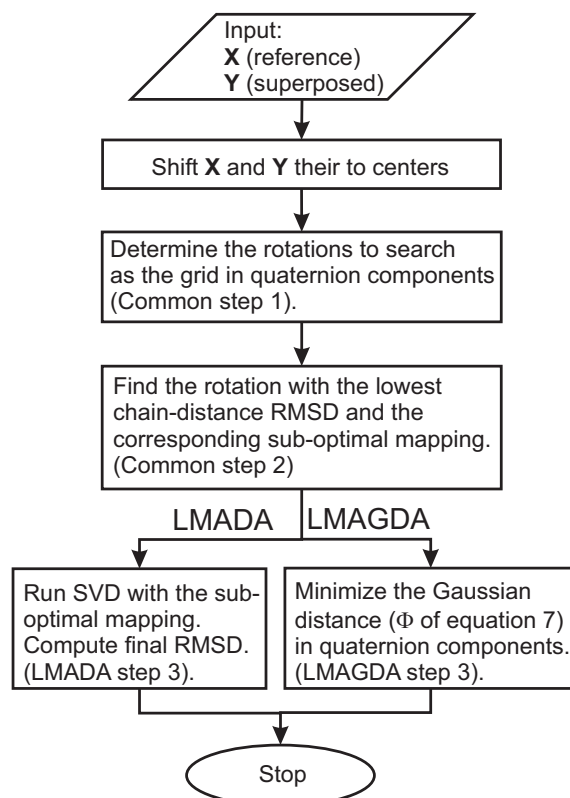 Input:
X (reference)
Y (superposed)
Shift X and Y their to centers
Determine the rotations to search
as the grid in quaternion components
(Common step 1).
Find the rotation with the lowest
chain-distance RMSD and the
corresponding sub-optimal mapping.
(Common step 2)
LMADA
LMAGDA
Run SVD with the sub-
optimal mapping.
Compute final RMSD.
(LMADA step 3).
Minimize the Gaussian
distance (Φ of equation 7)
in quaternion components.
(LMAGDA step 3).
Stop